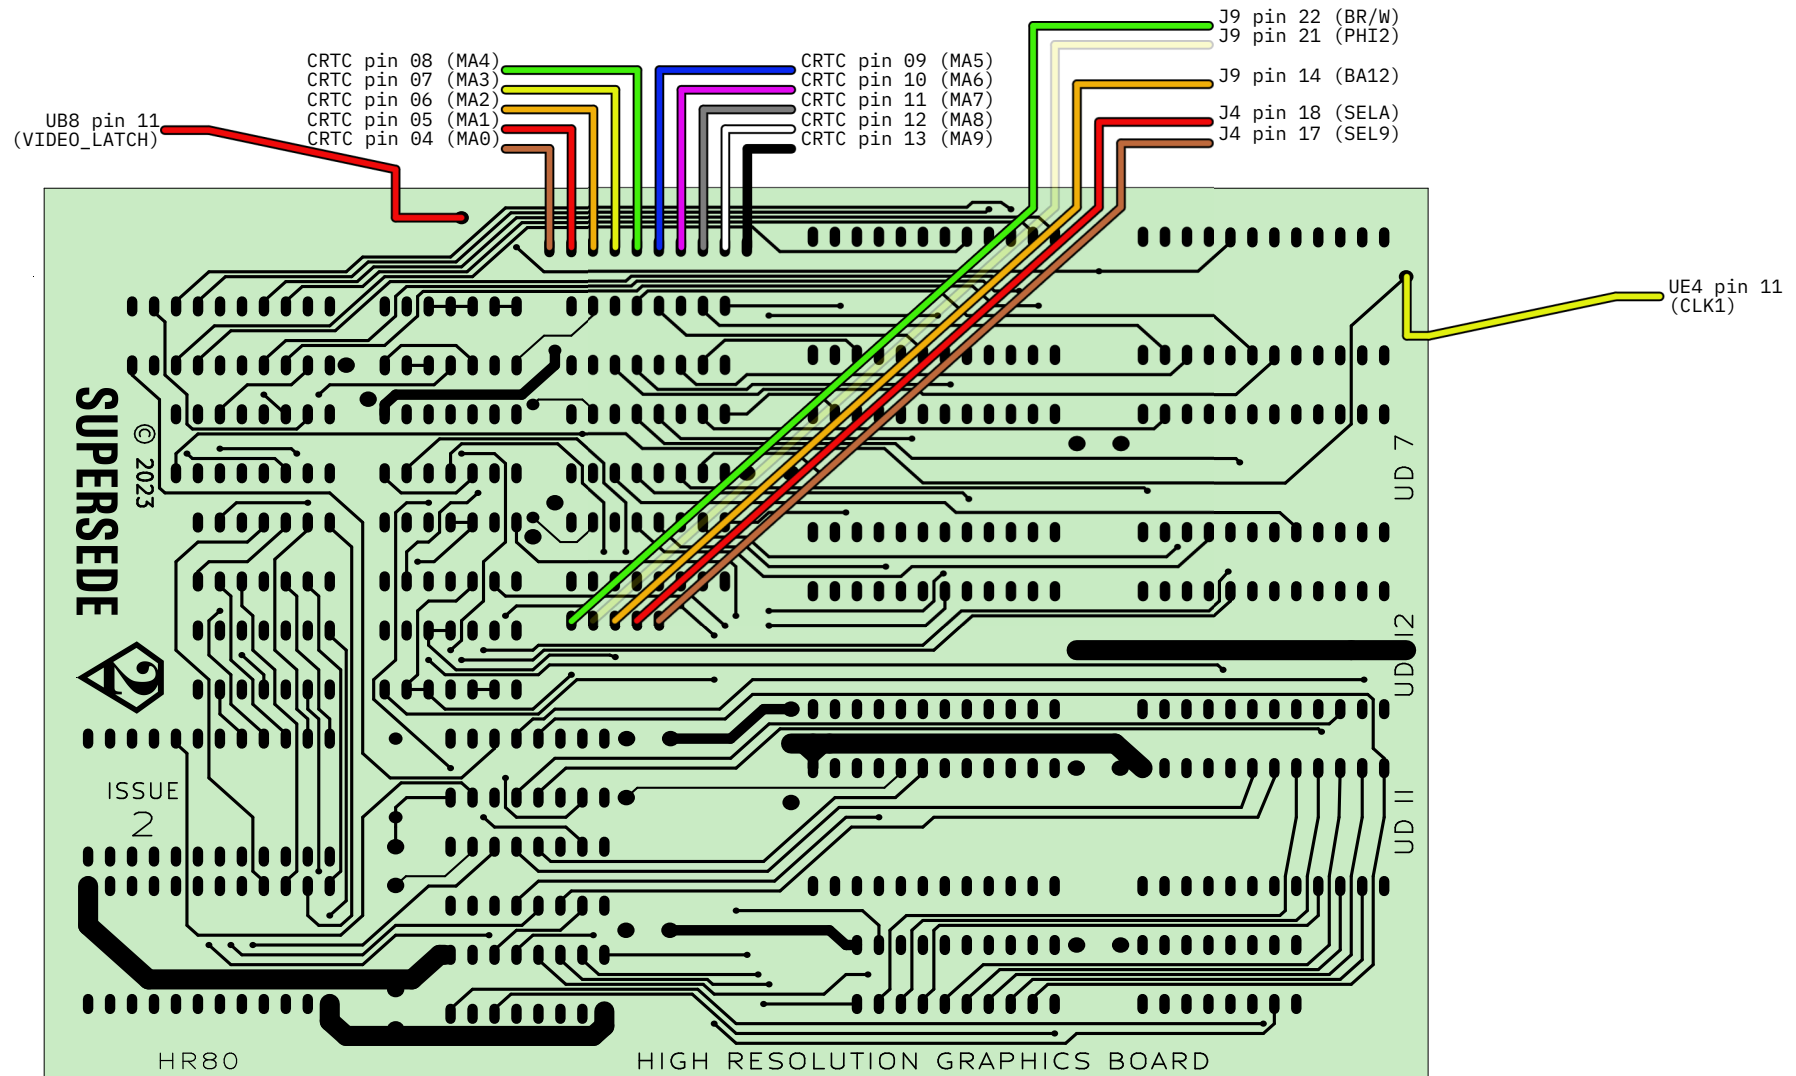 J9 pin 22 (BR/W)
J9 pin 21 (PHI2)
CRTC pin 08 (MA4)
CRTC pin 07 (MA3)
CRTC pin 06 (MA2)
CRTC pin 05 (MA1)
CRTC pin 04 (MA0)
CRTC pin 09 (MA5)
CRTC pin 10 (MA6)
CRTC pin 11 (MA7)
CRTC pin 12 (MA8)
CRTC pin 13 (MA9)
J9 pin 14 (BA12)
J4 pin 18 (SELA)
J4 pin 17 (SEL9)
UB8 pin 11
(VIDEO_LATCH)
UE4 pin 11
(CLK1)
SUPERSEDE
© 2023
A2
UD 7
UD 12
UD 11
ISSUE
2
HR80
HIGH RESOLUTION GRAPHICS BOARD